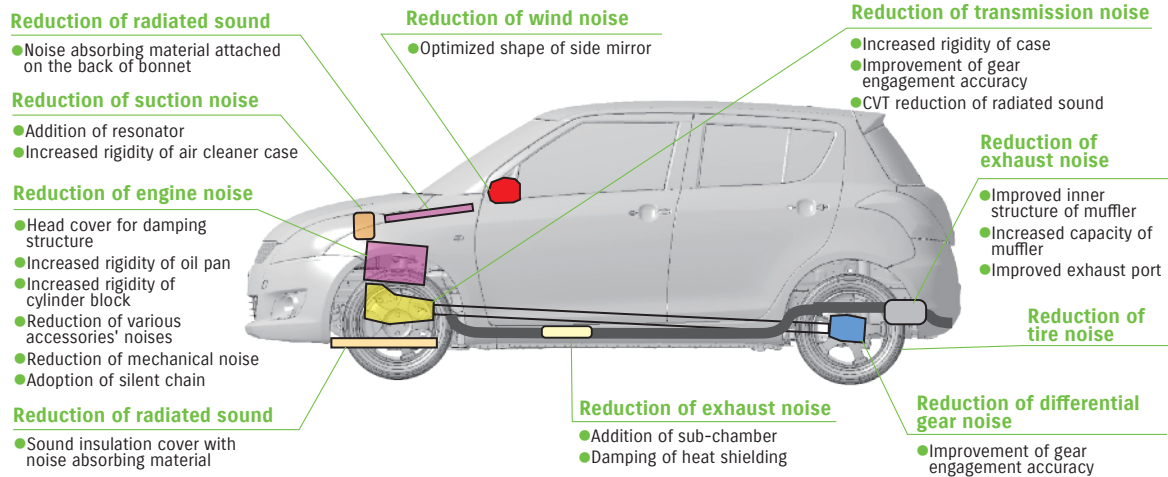 Reduction of radiated sound
●Noise absorbing material attached
on the back of bonnet
Reduction of suction noise
●Addition of resonator
●Increased rigidity of air cleaner case
Reduction of engine noise
●Head cover for damping
structure
●Increased rigidity of oil pan
●Increased rigidity of
cylinder block
●Reduction of various
accessories' noises
●Reduction of mechanical noise
●Adoption of silent chain
Reduction of radiated sound
●Sound insulation cover with
noise absorbing material
Reduction of wind noise
●Optimized shape of side mirror
Reduction of transmission noise
●Increased rigidity of case
●Improvement of gear
engagement accuracy
●CVT reduction of radiated sound
Reduction of
exhaust noise
●Improved inner
structure of muffler
●Increased capacity of
muffler
●Improved exhaust port
Reduction of
tire noise
Reduction of exhaust noise
●Addition of sub-chamber
●Damping of heat shielding
Reduction of differential
gear noise
●Improvement of gear
engagement accuracy